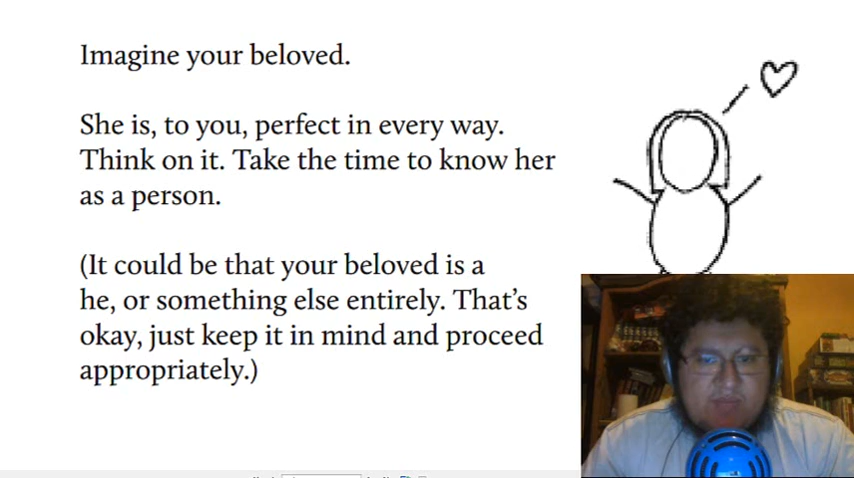 Imagine your beloved.
She is, to you, perfect in every way.
Think on it. Take the time to know her
as a person.
(It could be that your beloved is a
he, or something else entirely. That’s
okay, just keep it in mind and proceed
appropriately.)